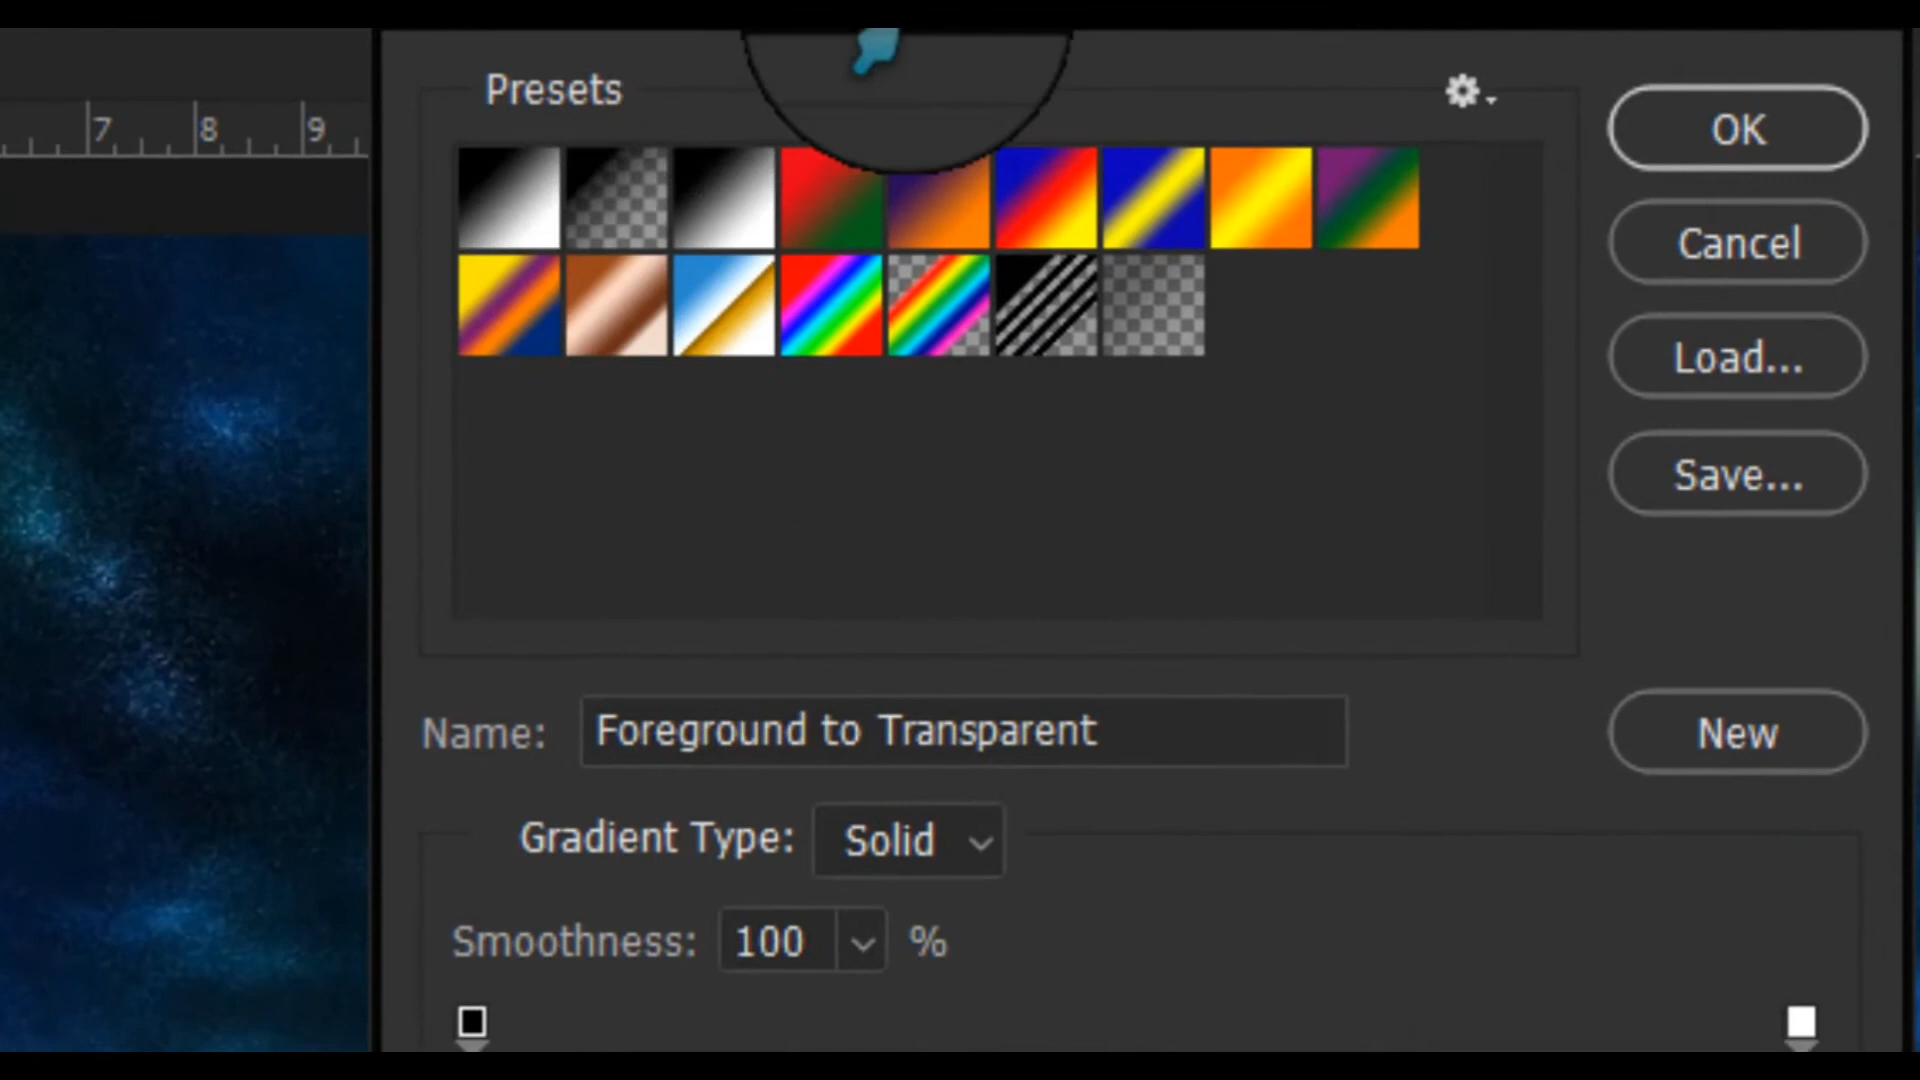 Presets
7 8 9
OK
Cancel
Load...
Save...
Name: Foreground to Transparent
New
Gradient Type: Solid
Smoothness: 100 %